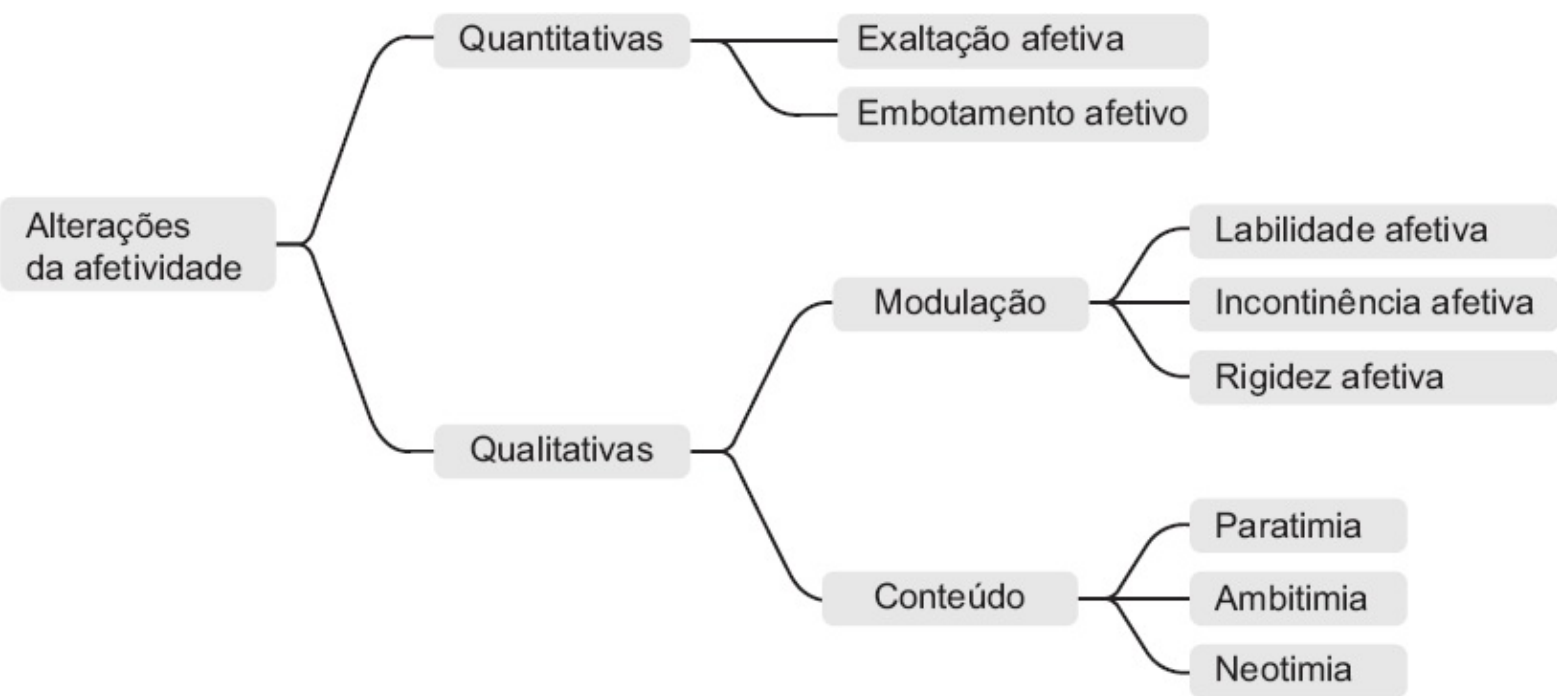 Alterações
da afetividade
Quantitativas
Exaltação afetiva
Embotamento afetivo
Qualitativas
Modulação
Labilidade afetiva
Incontinência afetiva
Rigidez afetiva
Conteúdo
Paratimia
Ambitimia
Neotimia